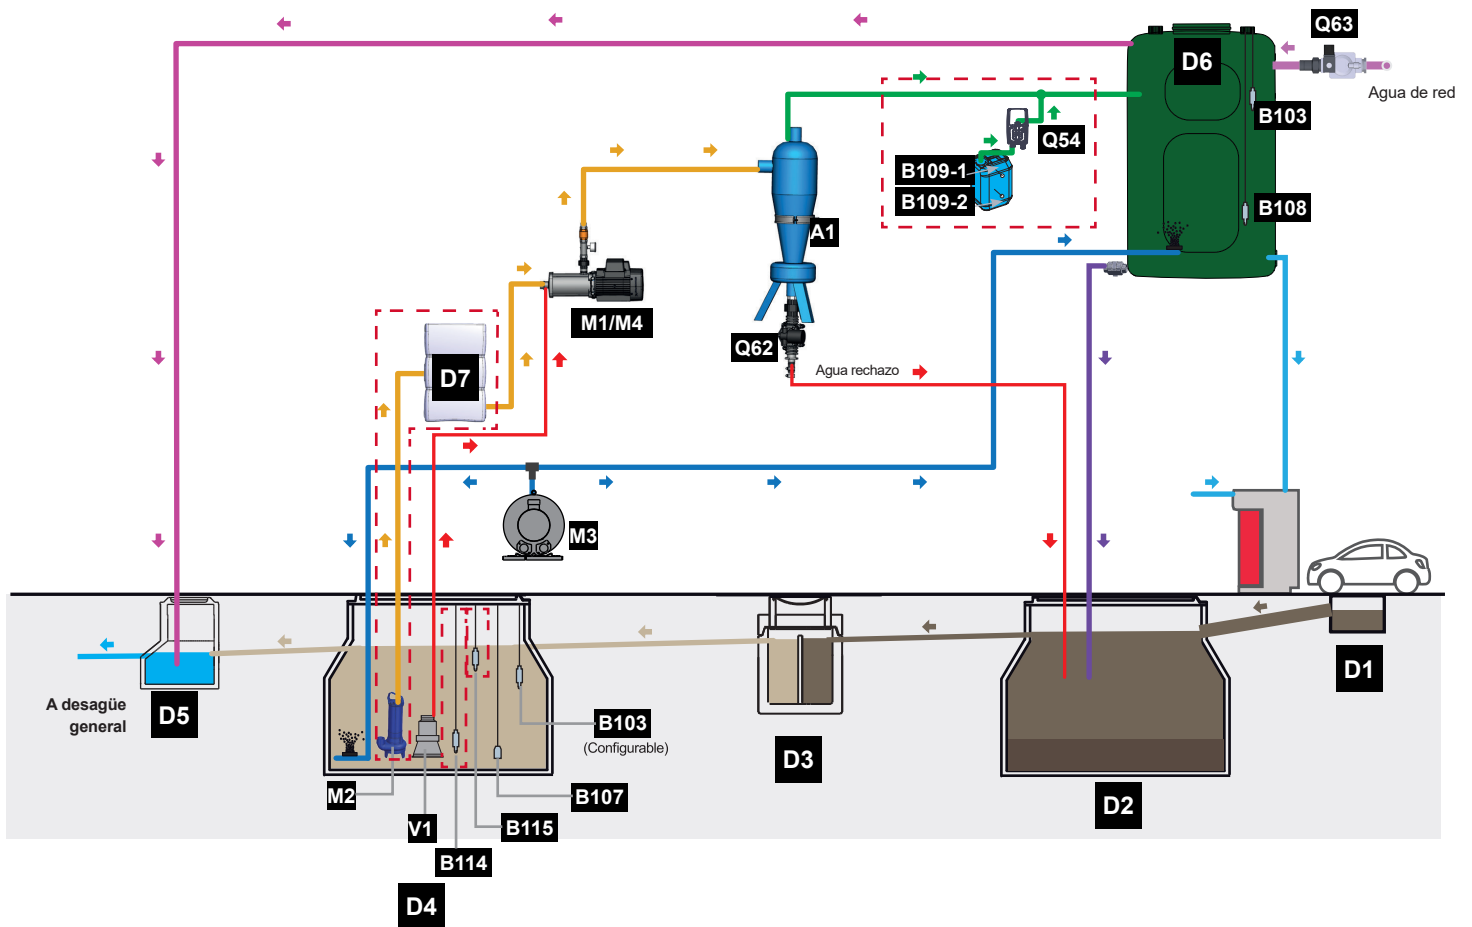 Q63
D6
Agua de red
B103
Q54
B109-1
B109-2
B108
A1
M1/M4
Q62
D7
Agua rechazo
M3
D1
A desagüe
general
D5
B103
(Configurable)
D3
M2
B107
D2
V1
B115
B114
D4